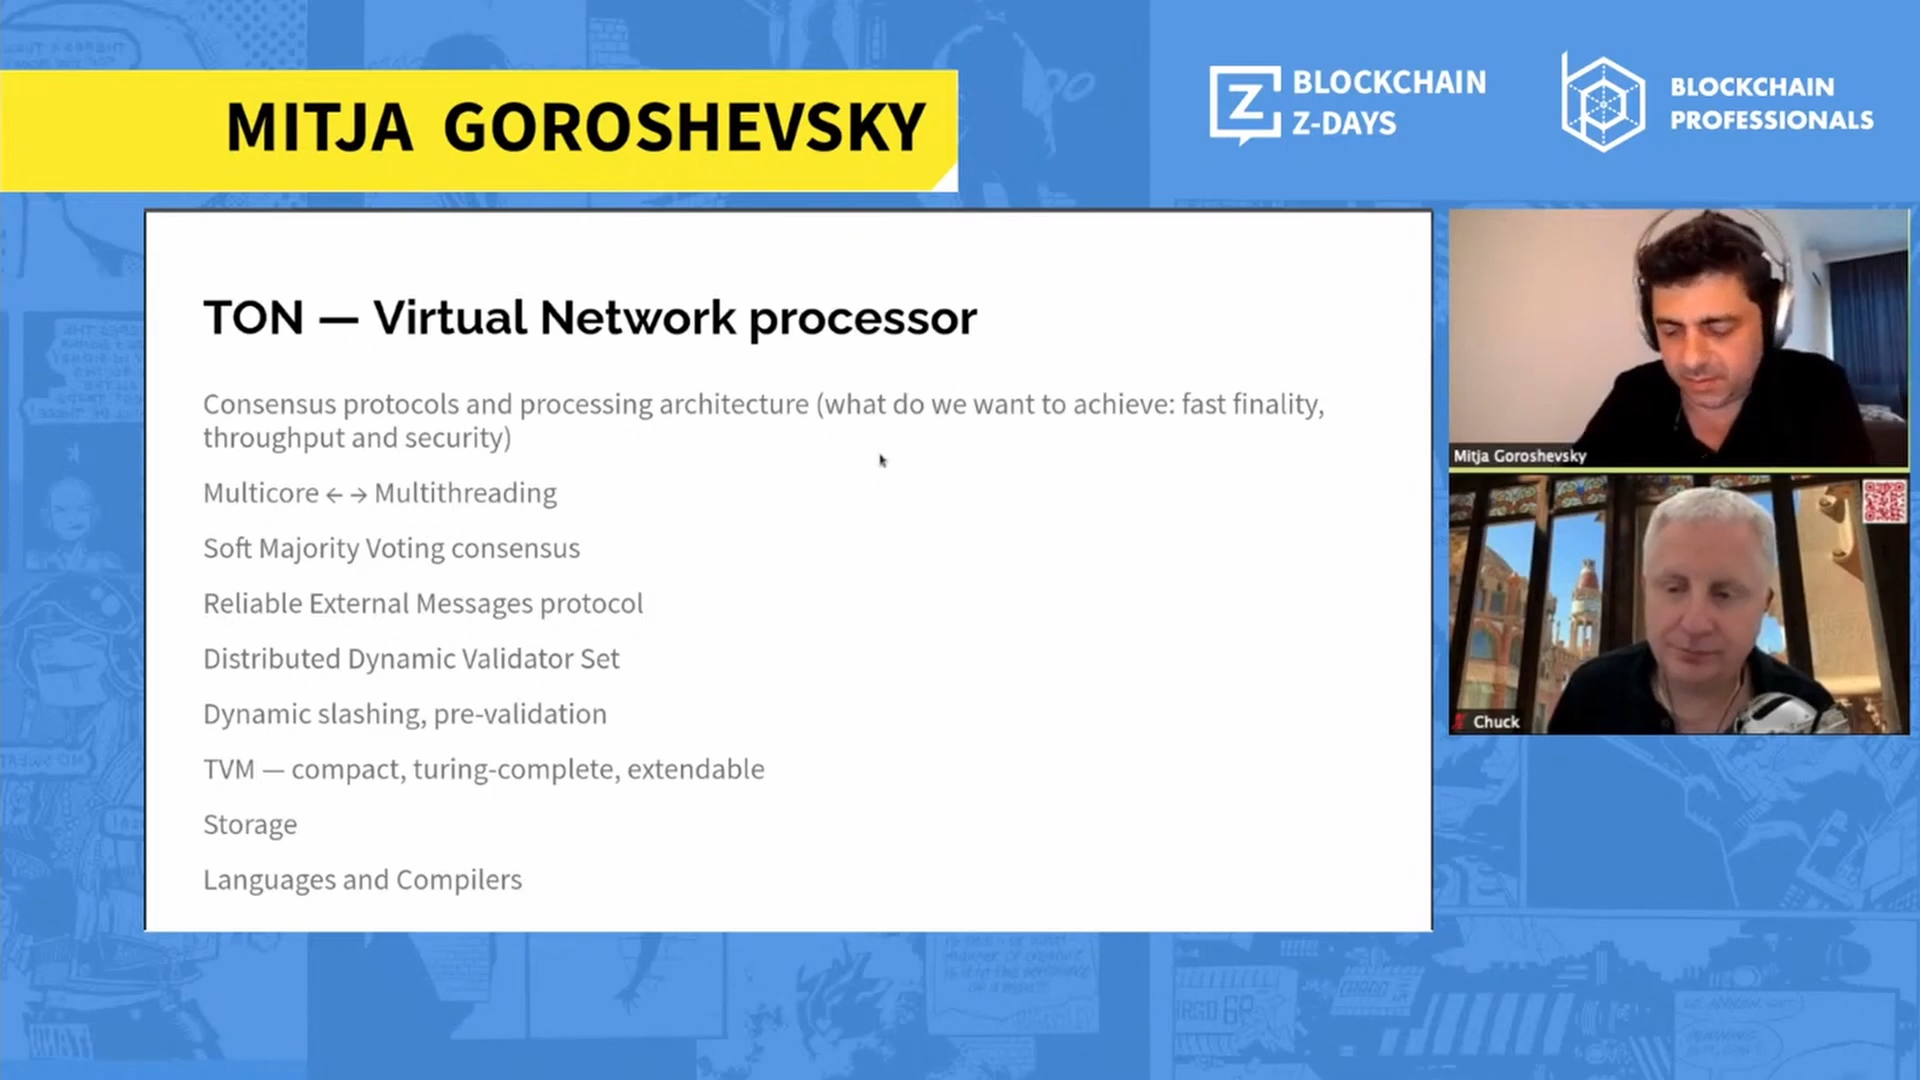 MITJA GOROSHEVSKY
BLOCKCHAIN
Z-DAYS
BLOCKCHAIN
PROFESSIONALS
TON — Virtual Network processor
Consensus protocols and processing architecture (what do we want to achieve: fast finality,
throughput and security)
Multicore ← → Multithreading
Soft Majority Voting consensus
Reliable External Messages protocol
Distributed Dynamic Validator Set
Dynamic slashing, pre-validation
TVM — compact, turing-complete, extendable
Storage
Languages and Compilers
Mitja Goroshevsky
Chuck